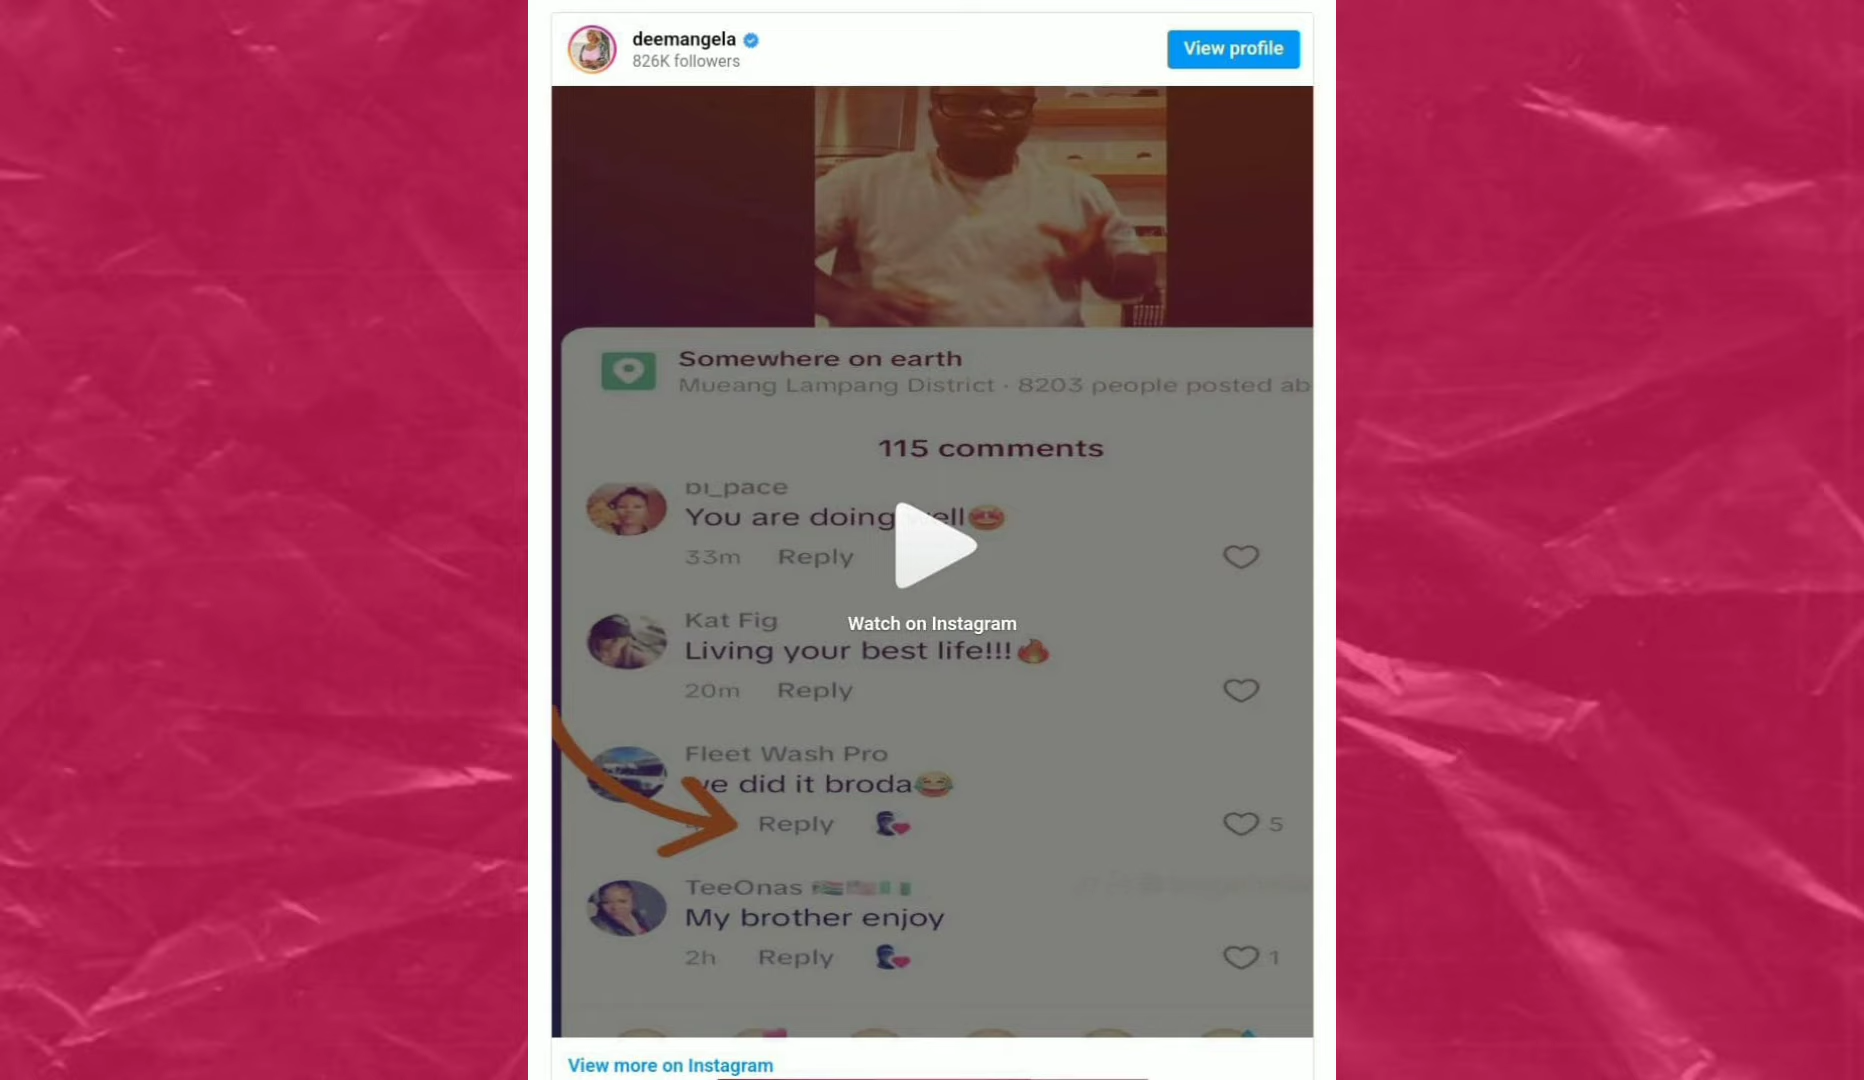 deemangela
826K followers
View profile
Somewhere on earth
Mueang Lampang District · 8203 people posted ab
115 comments
bi_pace
You are doing well🤩
33m Reply
Watch on Instagram
Kat Fig
Living your best life!!!🔥
20m Reply
Fleet Wash Pro
we did it broda😂
Reply
5
TeeOnas 🇿🇦🇺🇸🇳🇬
My brother enjoy
2h Reply
1
View more on Instagram